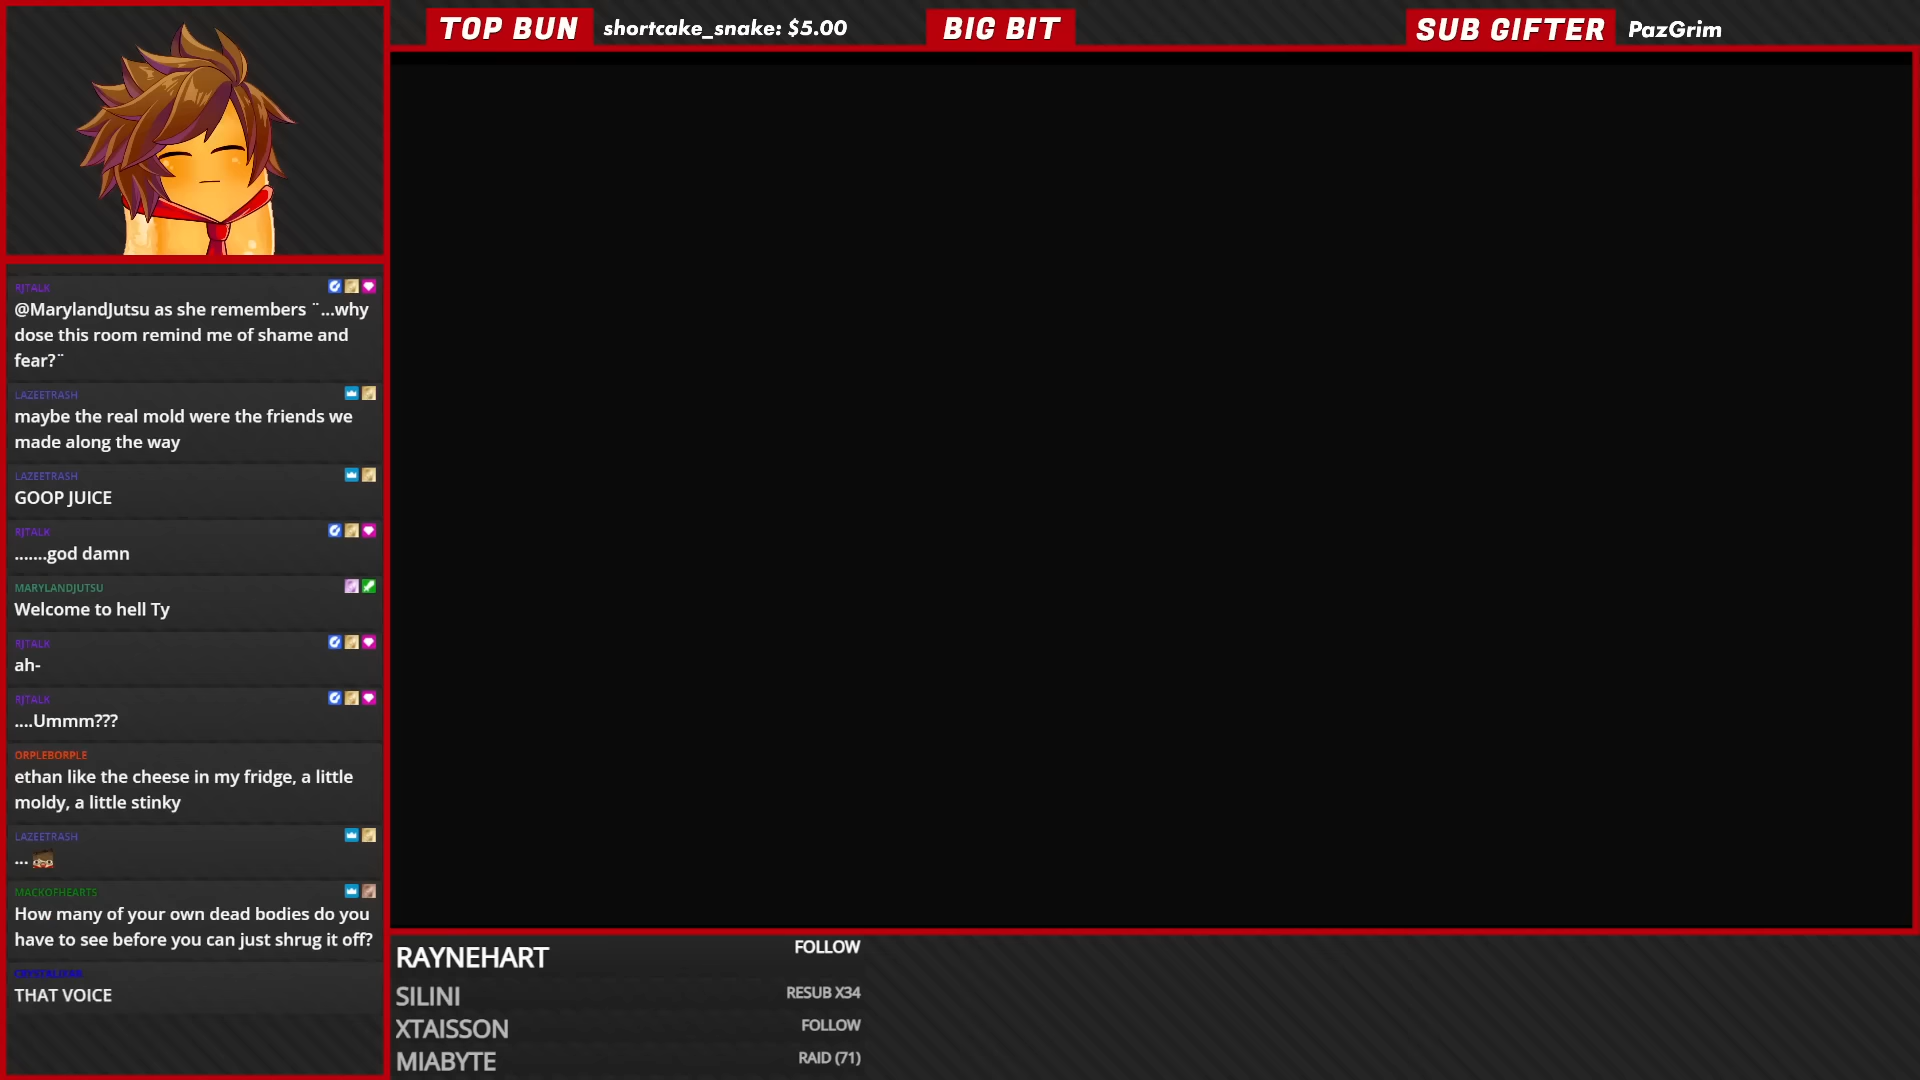 TOP BUN shortcake_snake: $5.00 BIG BIT SUB GIFTER PazGrim
RJTALK
@MarylandJutsu as she remembers ¨...why
dose this room remind me of shame and
fear?¨
LAZEETRASH
maybe the real mold were the friends we
made along the way
LAZEETRASH
GOOP JUICE
RJTALK
.......god damn
MARYLANDJUTSU
Welcome to hell Ty
RJTALK
ah-
RJTALK
....Ummm???
ORPLEBORPLE
ethan like the cheese in my fridge, a little
moldy, a little stinky
LAZEETRASH
...
MACKOFHEARTS
How many of your own dead bodies do you
have to see before you can just shrug it off?
THAT VOICE
RAYNEHART FOLLOW
SILINI RESUB X34
XTAISSON FOLLOW
MIABYTE RAID (71)